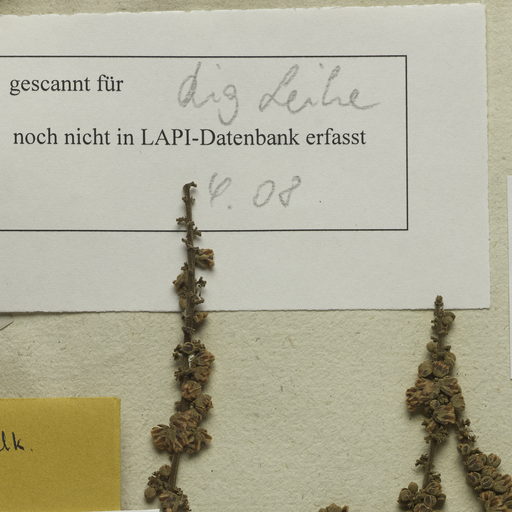 gescannt für dig Leihe
noch nicht in LAPI-Datenbank erfasst
4. 08